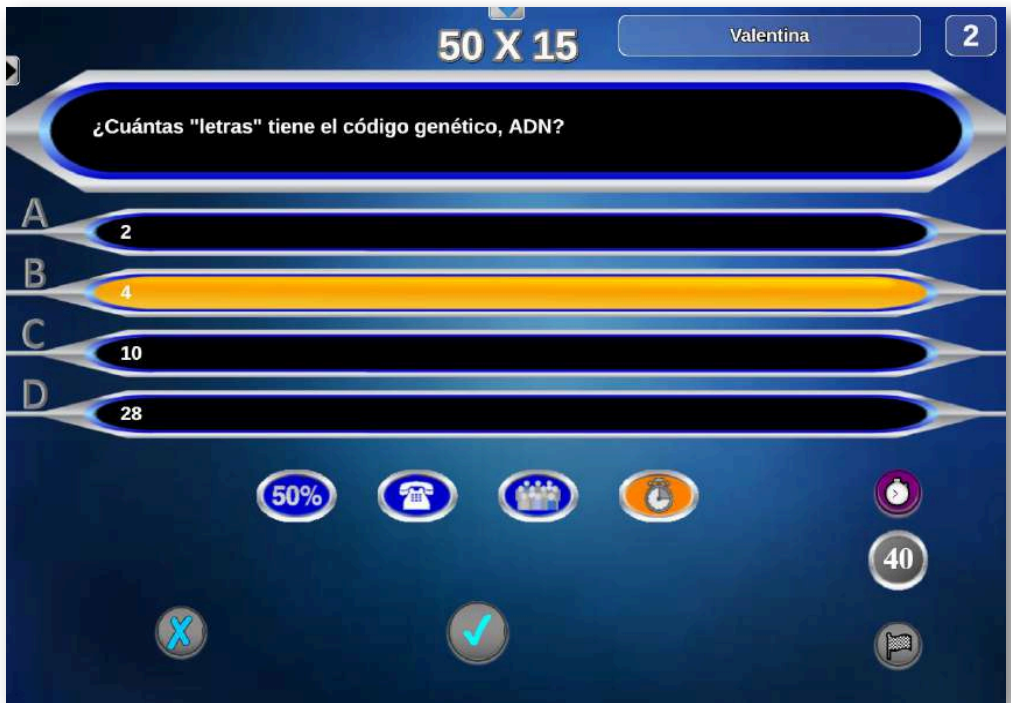 50 X 15
Valentina
2
¿Cuántas "letras" tiene el código genético, ADN?
A
2
B
4
C
10
D
28
50%
40